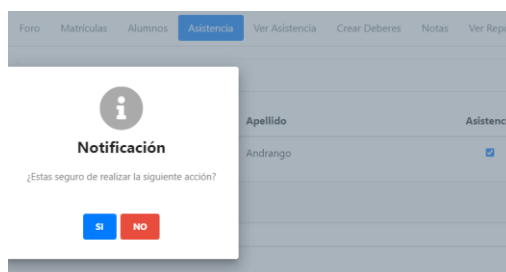 Foro Matrículas Alumnos Asistencia Ver Asistencia Crear Deberes Notas Ver Rep
Apellido Asistenc
Andrango
Notificación
¿Estas seguro de realizar la siguiente acción?
SI NO